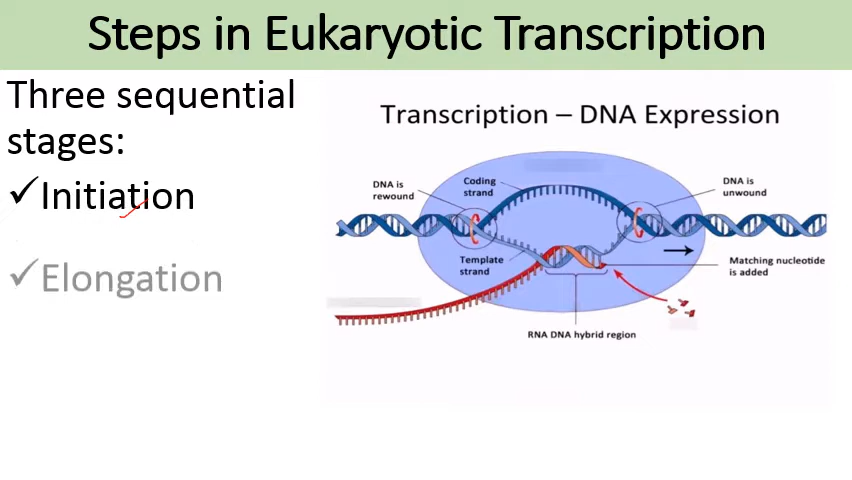 Steps in Eukaryotic Transcription
Three sequential
stages:
✓Initiation
✓Elongation
Transcription – DNA Expression
DNA is
rewound
Coding
strand
DNA is
unwound
Template
strand
Matching nucleotide
is added
RNA DNA hybrid region